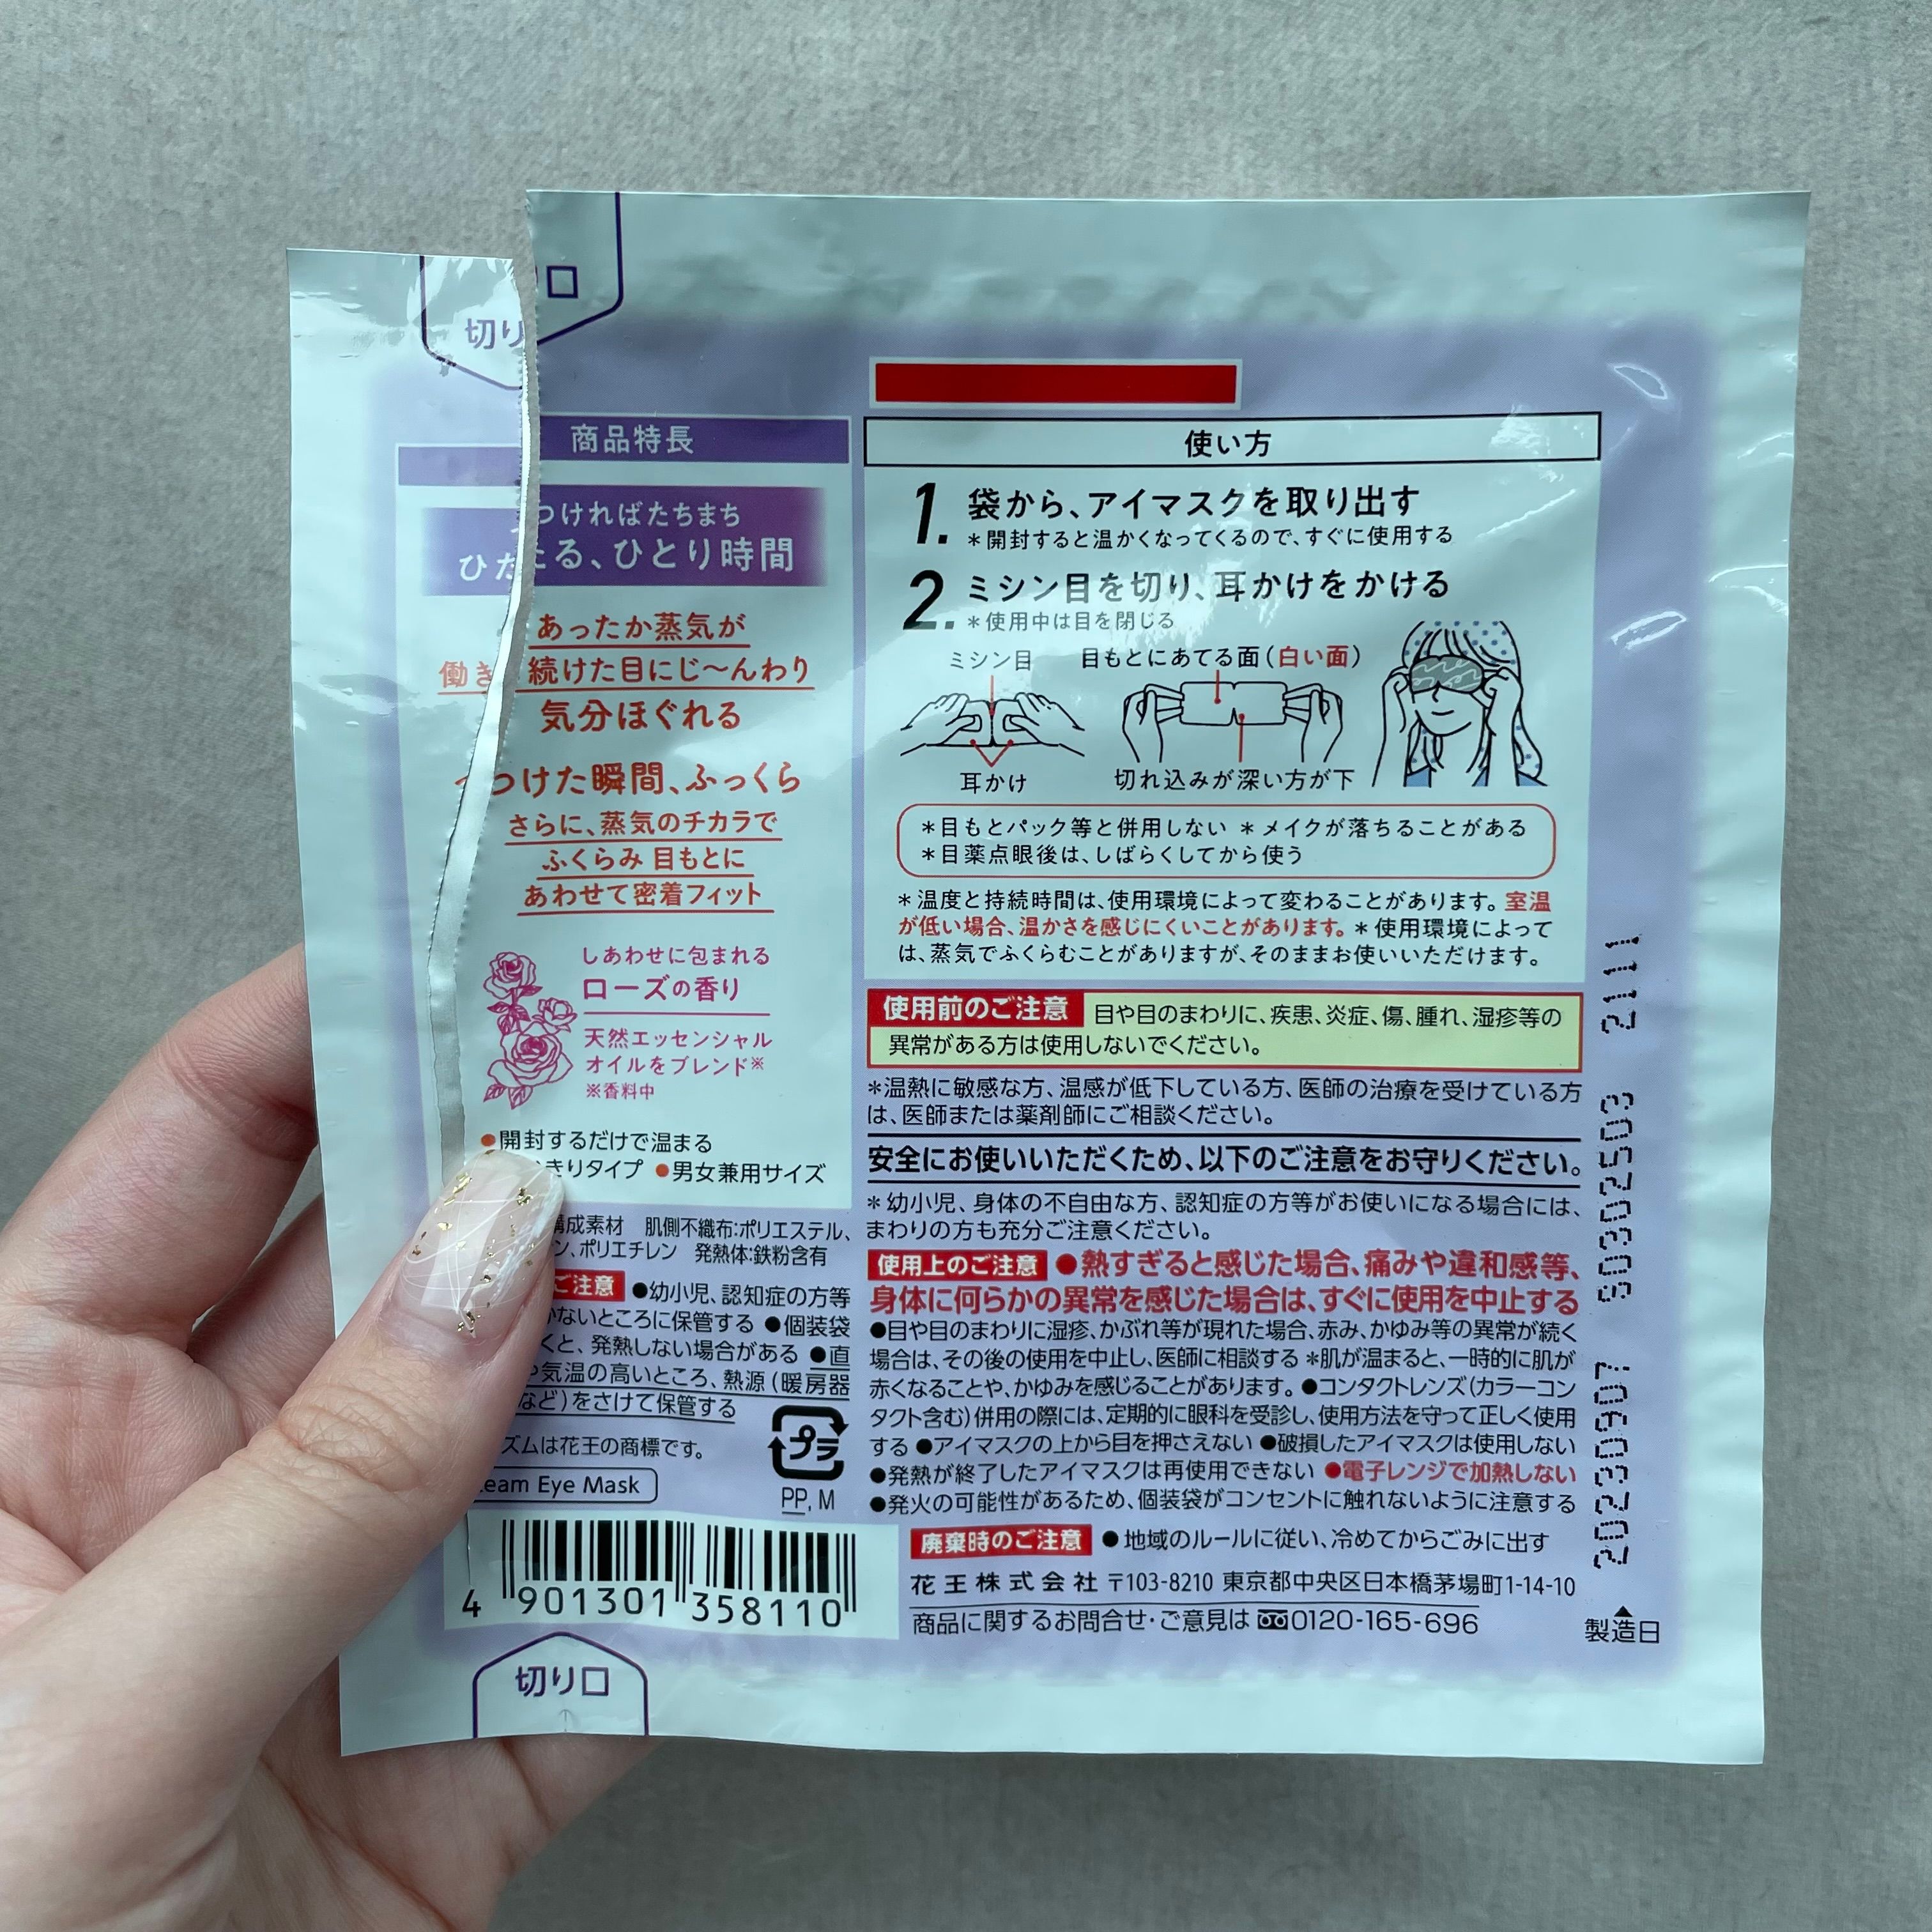 切り口
商品特長
つければたちまち
ひたる、ひとり時間
あったか蒸気が
働き続けた目にじ〜んわり
気分ほぐれる
つけた瞬間、ふっくら
さらに、蒸気のチカラで
ふくらみ 目もとに
あわせて密着フィット
しあわせに包まれる
ローズの香り
天然エッセンシャル
オイルをブレンド※
※香料中
●開封するだけで温まる
きりタイプ ●男女兼用サイズ
構成素材 肌側不織布:ポリエステル、
ン、ポリエチレン 発熱体:鉄粉含有
ご注意 ●幼小児、認知症の方等
かないところに保管する ●個装袋
くと、発熱しない場合がある ●直
や気温の高いところ、熱源(暖房器
など)をさけて保管する
ズムは花王の商標です。
eam Eye Mask
プラ
PP, M
4 901301 358110
切り口
使い方
1. 袋から、アイマスクを取り出す
＊開封すると温かくなってくるので、すぐに使用する
2. ミシン目を切り、耳かけをかける
＊使用中は目を閉じる
ミシン目 目もとにあてる面(白い面)
耳かけ 切れ込みが深い方が下
＊目もとパック等と併用しない ＊メイクが落ちることがある
＊目薬点眼後は、しばらくしてから使う
＊温度と持続時間は、使用環境によって変わることがあります。室温
が低い場合、温かさを感じにくいことがあります。＊使用環境によって
は、蒸気でふくらむことがありますが、そのままお使いいただけます。
使用前のご注意 目や目のまわりに、疾患、炎症、傷、腫れ、湿疹等の
異常がある方は使用しないでください。
＊温熱に敏感な方、温感が低下している方、医師の治療を受けている方
は、医師または薬剤師にご相談ください。
安全にお使いいただくため、以下のご注意をお守りください。
＊幼小児、身体の不自由な方、認知症の方等がお使いになる場合には、
まわりの方も充分ご注意ください。
使用上のご注意 ●熱すぎると感じた場合、痛みや違和感等、
身体に何らかの異常を感じた場合は、すぐに使用を中止する
●目や目のまわりに湿疹、かぶれ等が現れた場合、赤み、かゆみ等の異常が続く
場合は、その後の使用を中止し、医師に相談する ＊肌が温まると、一時的に肌が
赤くなることや、かゆみを感じることがあります。●コンタクトレンズ(カラーコン
タクト含む)併用の際には、定期的に眼科を受診し、使用方法を守って正しく使用
する ●アイマスクの上から目を押さえない ●破損したアイマスクは使用しない
●発熱が終了したアイマスクは再使用できない ●電子レンジで加熱しない
●発火の可能性があるため、個装袋がコンセントに触れないように注意する
廃棄時のご注意 ●地域のルールに従い、冷めてからごみに出す
花王株式会社 〒103-8210 東京都中央区日本橋茅場町1-14-10
商品に関するお問合せ・ご意見は 0120-165-696
20230907 60302503 2111
▲
製造日